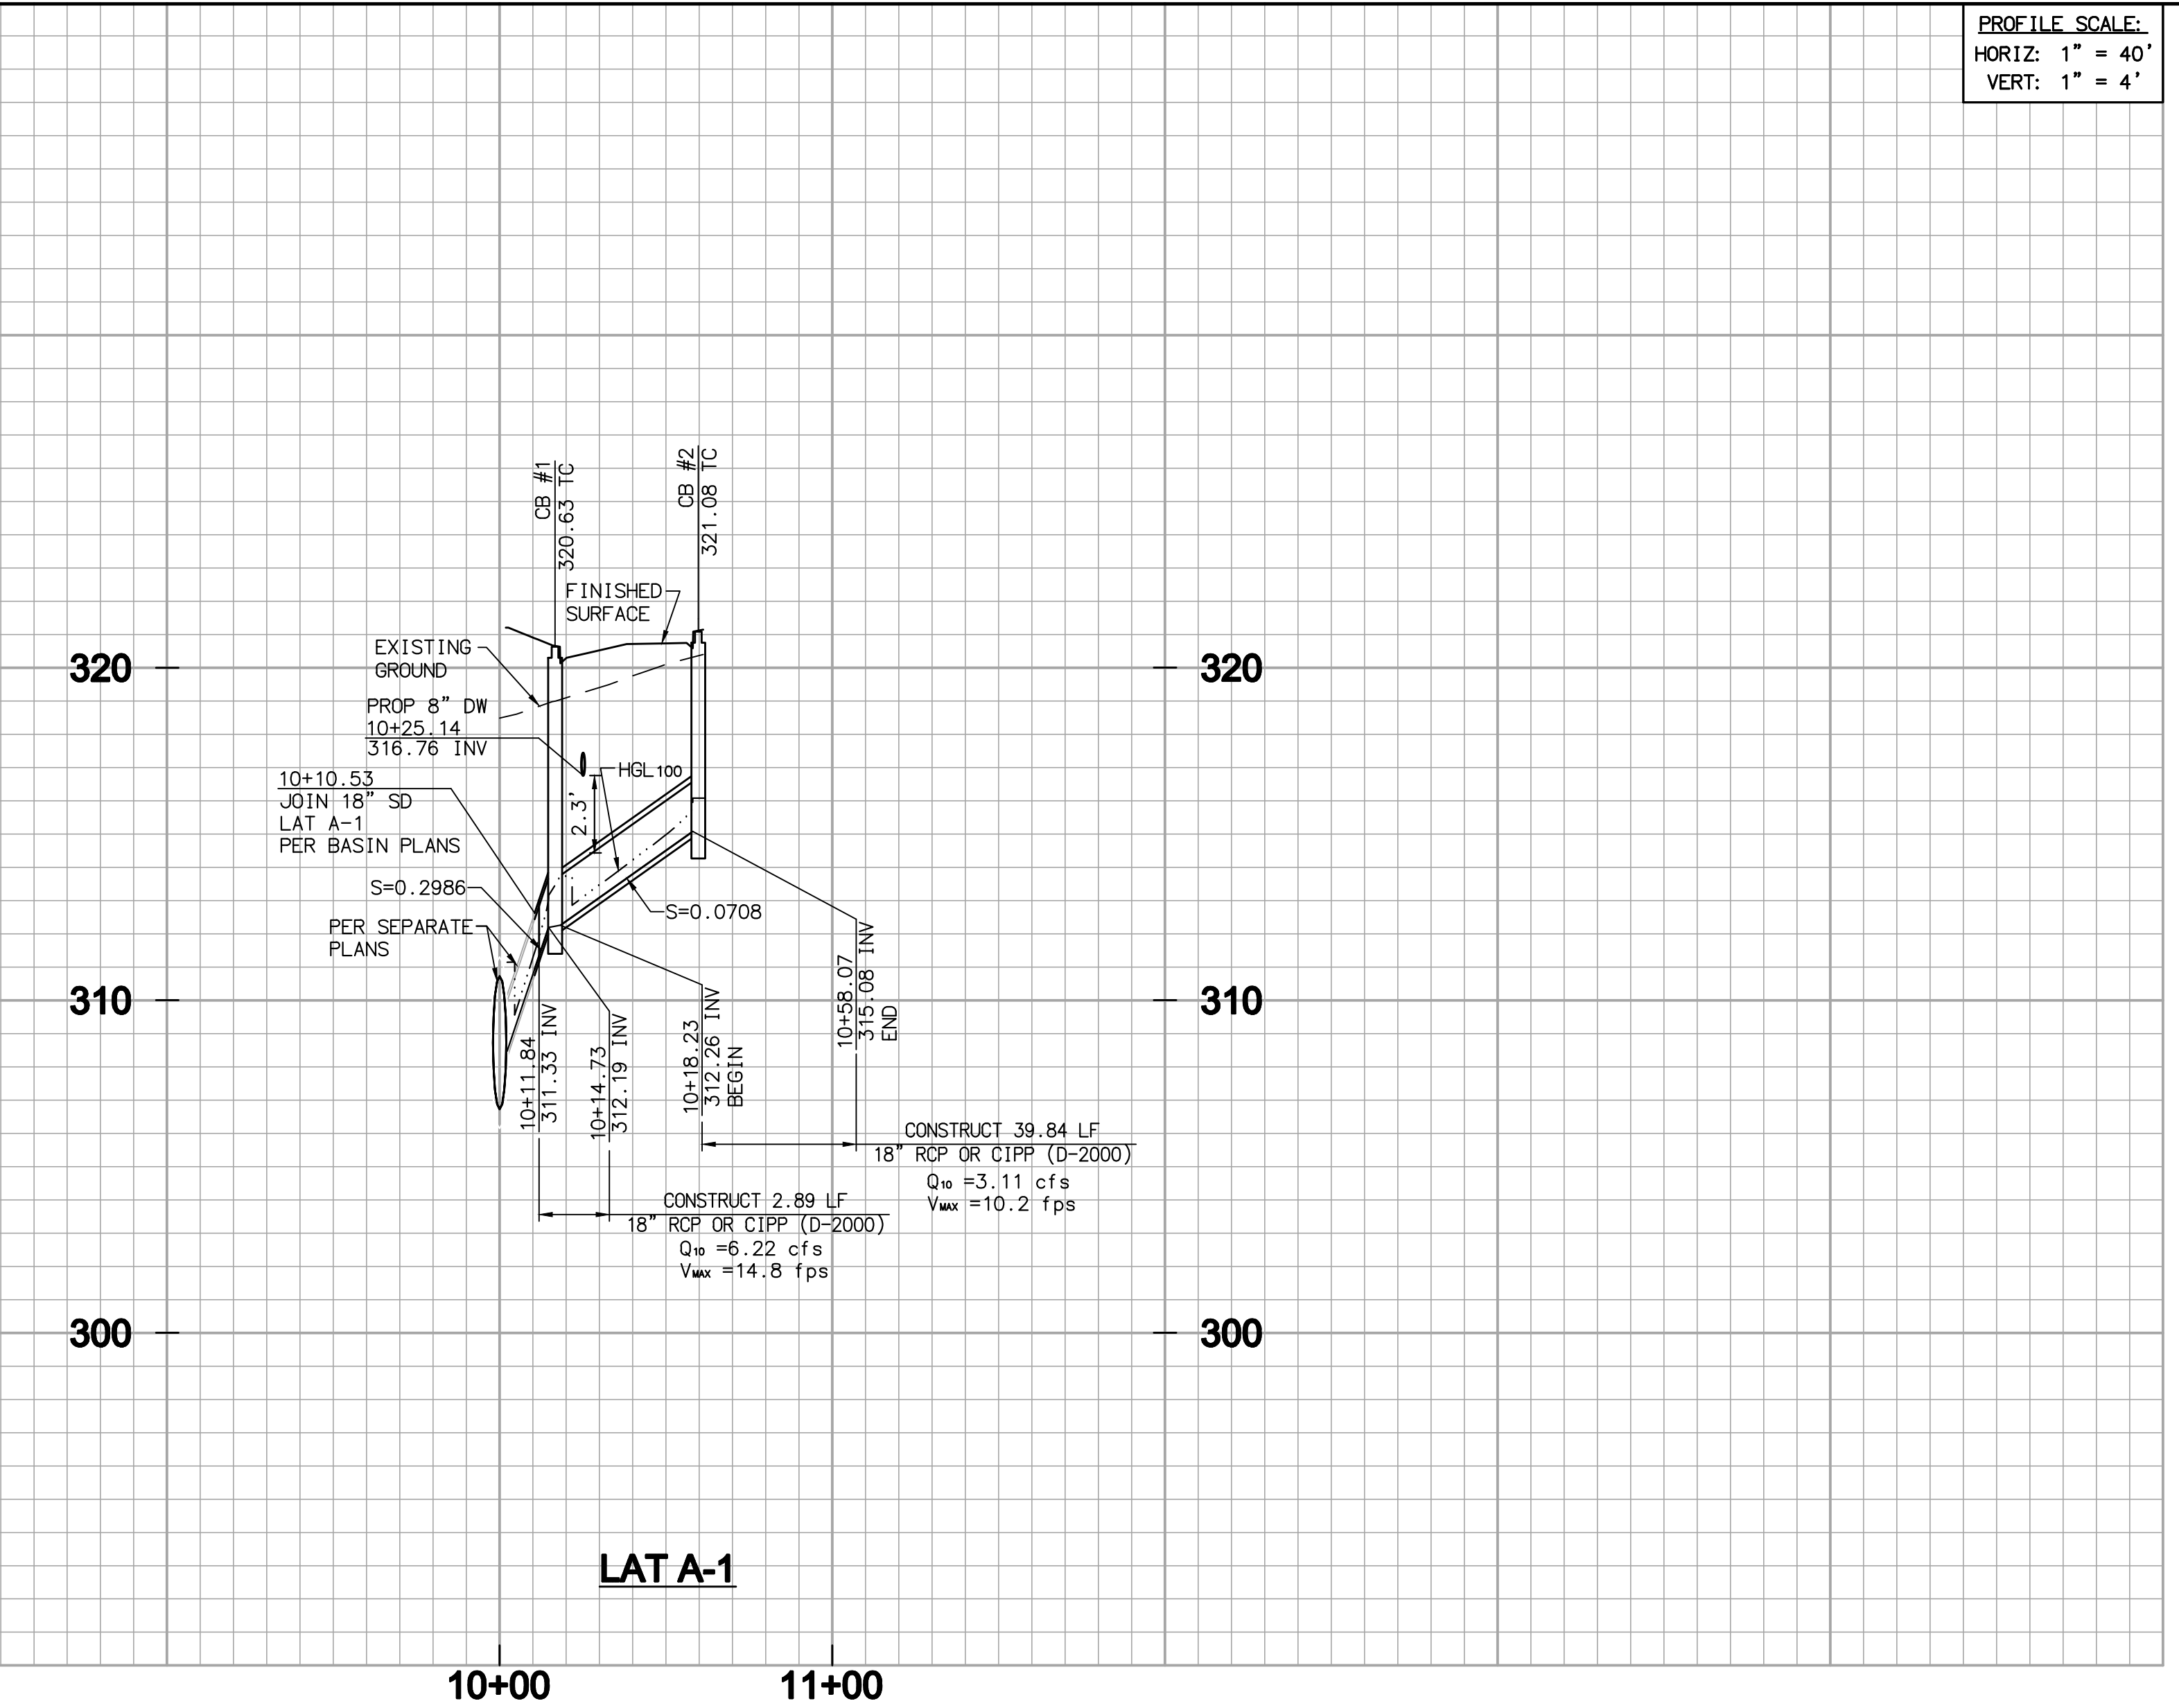 PROFILE SCALE:
HORIZ: 1" = 40'
VERT: 1" = 4'
CB #1
320.63 TC
CB #2
321.08 TC
FINISHED
SURFACE
EXISTING
GROUND
320
320
PROP 8" DW
10+25.14
316.76 INV
HGL100
2.3'
10+10.53
JOIN 18" SD
LAT A-1
PER BASIN PLANS
S=0.2986
S=0.0708
PER SEPARATE
PLANS
310
310
10+11.84
311.33 INV
10+14.73
312.19 INV
10+18.23
312.26 INV
BEGIN
10+58.07
315.08 INV
END
CONSTRUCT 39.84 LF
18" RCP OR CIPP (D-2000)
Q10 =3.11 cfs
VMAX =10.2 fps
CONSTRUCT 2.89 LF
18" RCP OR CIPP (D-2000)
Q10 =6.22 cfs
VMAX =14.8 fps
300
300
LAT A-1
10+00
11+00